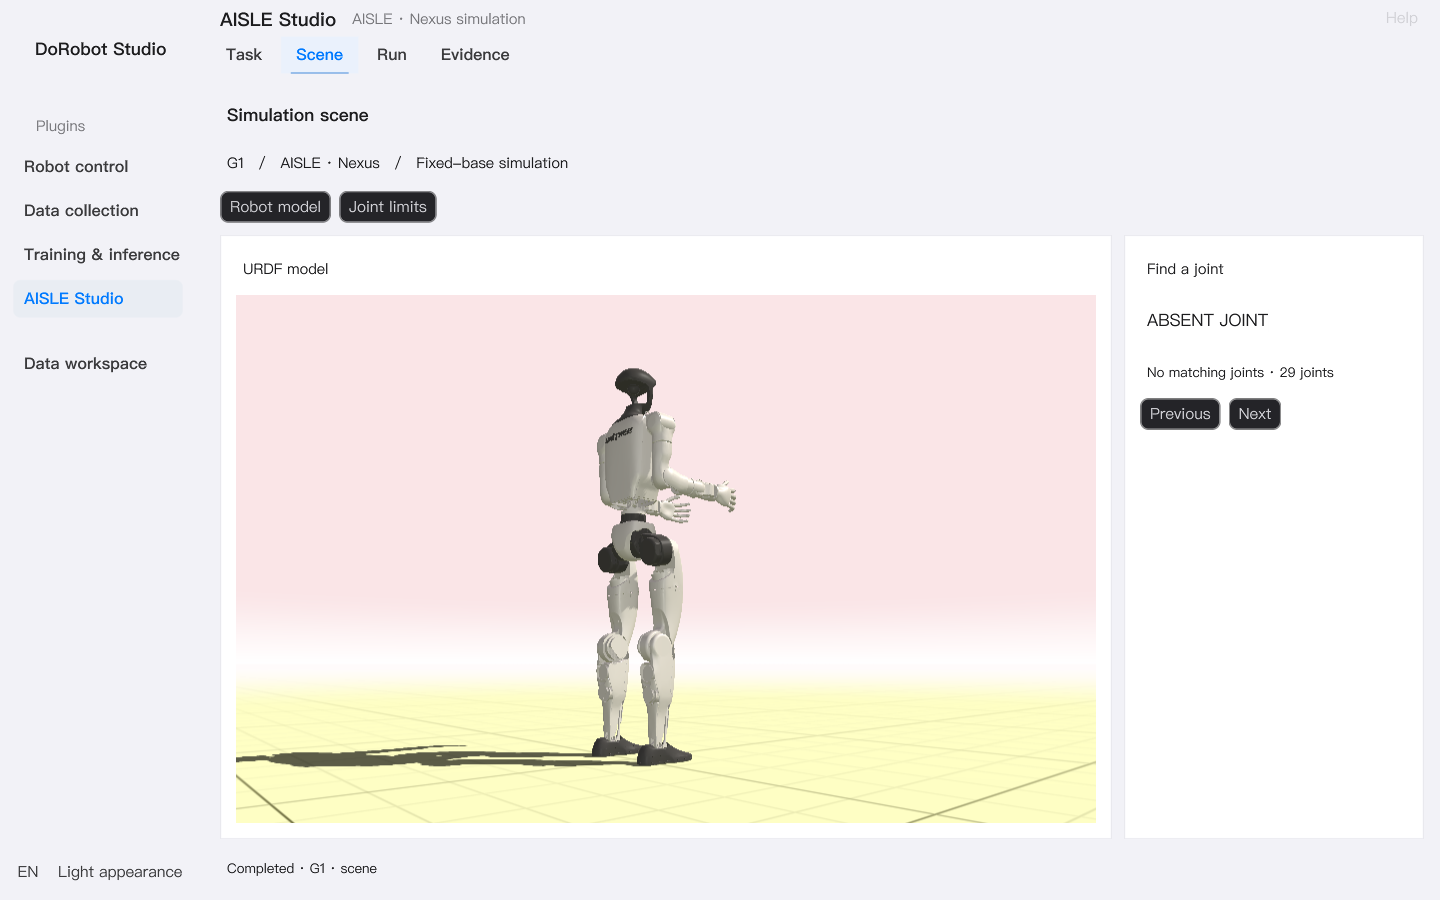 AISLE Studio AISLE · Nexus simulation
Help
DoRobot Studio
Task Scene Run Evidence
Plugins
Robot control
Data collection
Training & inference
AISLE Studio
Data workspace
Simulation scene
G1 / AISLE · Nexus / Fixed-base simulation
Robot model Joint limits
URDF model
Find a joint
ABSENT JOINT
No matching joints · 29 joints
Previous Next
EN Light appearance
Completed · G1 · scene